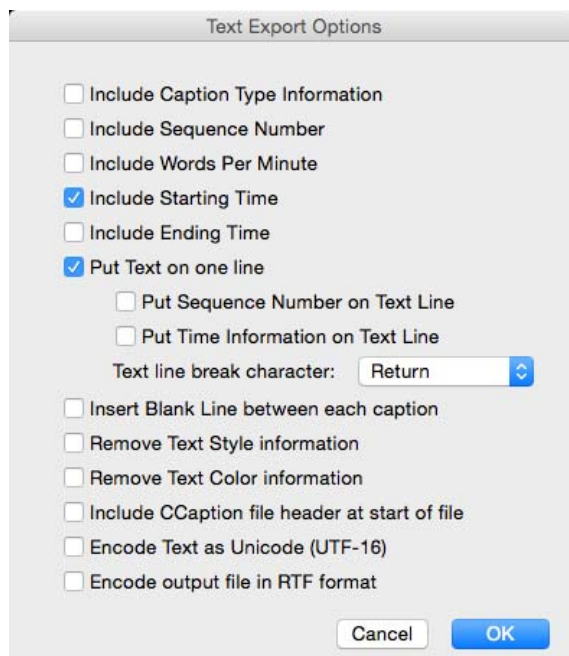 Text Export Options
Include Caption Type Information
Include Sequence Number
Include Words Per Minute
Include Starting Time
Include Ending Time
Put Text on one line
Put Sequence Number on Text Line
Put Time Information on Text Line
Text line break character: Return
Insert Blank Line between each caption
Remove Text Style information
Remove Text Color information
Include CCaption file header at start of file
Encode Text as Unicode (UTF-16)
Encode output file in RTF format
Cancel OK